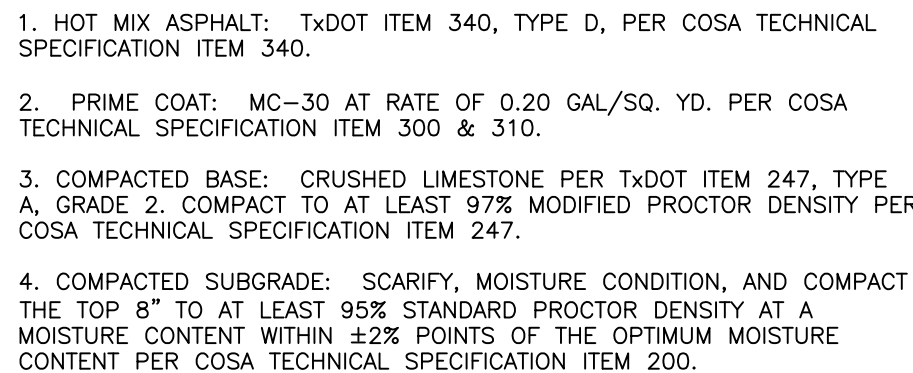 1. HOT MIX ASPHALT: TxDOT ITEM 340, TYPE D, PER COSA TECHNICAL
SPECIFICATION ITEM 340.
2. PRIME COAT: MC-30 AT RATE OF 0.20 GAL/SQ. YD. PER COSA
TECHNICAL SPECIFICATION ITEM 300 & 310.
3. COMPACTED BASE: CRUSHED LIMESTONE PER TxDOT ITEM 247, TYPE
A, GRADE 2. COMPACT TO AT LEAST 97% MODIFIED PROCTOR DENSITY PER
COSA TECHNICAL SPECIFICATION ITEM 247.
4. COMPACTED SUBGRADE: SCARIFY, MOISTURE CONDITION, AND COMPACT
THE TOP 8" TO AT LEAST 95% STANDARD PROCTOR DENSITY AT A
MOISTURE CONTENT WITHIN ±2% POINTS OF THE OPTIMUM MOISTURE
CONTENT PER COSA TECHNICAL SPECIFICATION ITEM 200.